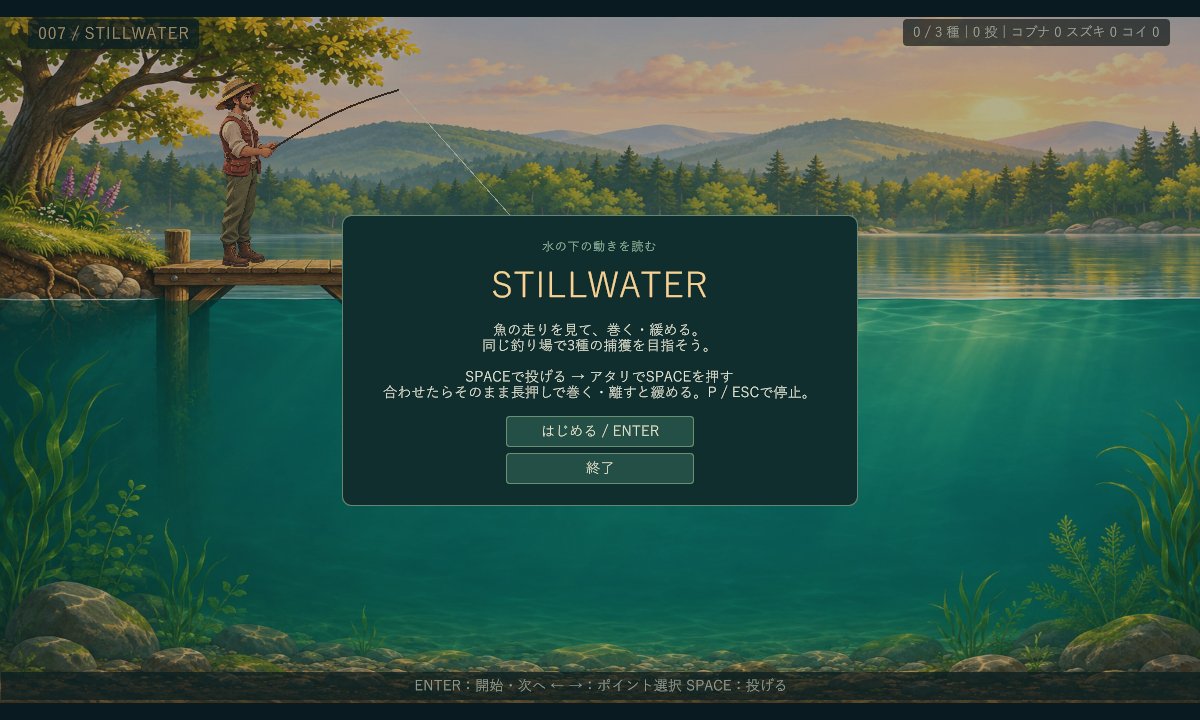 007 / STILLWATER
0 / 3 種 | 0 投 | コブナ 0 スズキ 0 コイ 0
水の下の動きを読む
STILLWATER
魚の走りを見て、巻く・緩める。
同じ釣り場で3種の捕獲を目指そう。
SPACEで投げる → アタリでSPACEを押す
合わせたらそのまま長押しで巻く・離すと緩める。P / ESCで停止。
はじめる / ENTER
終了
ENTER：開始・次へ ← →：ポイント選択 SPACE：投げる